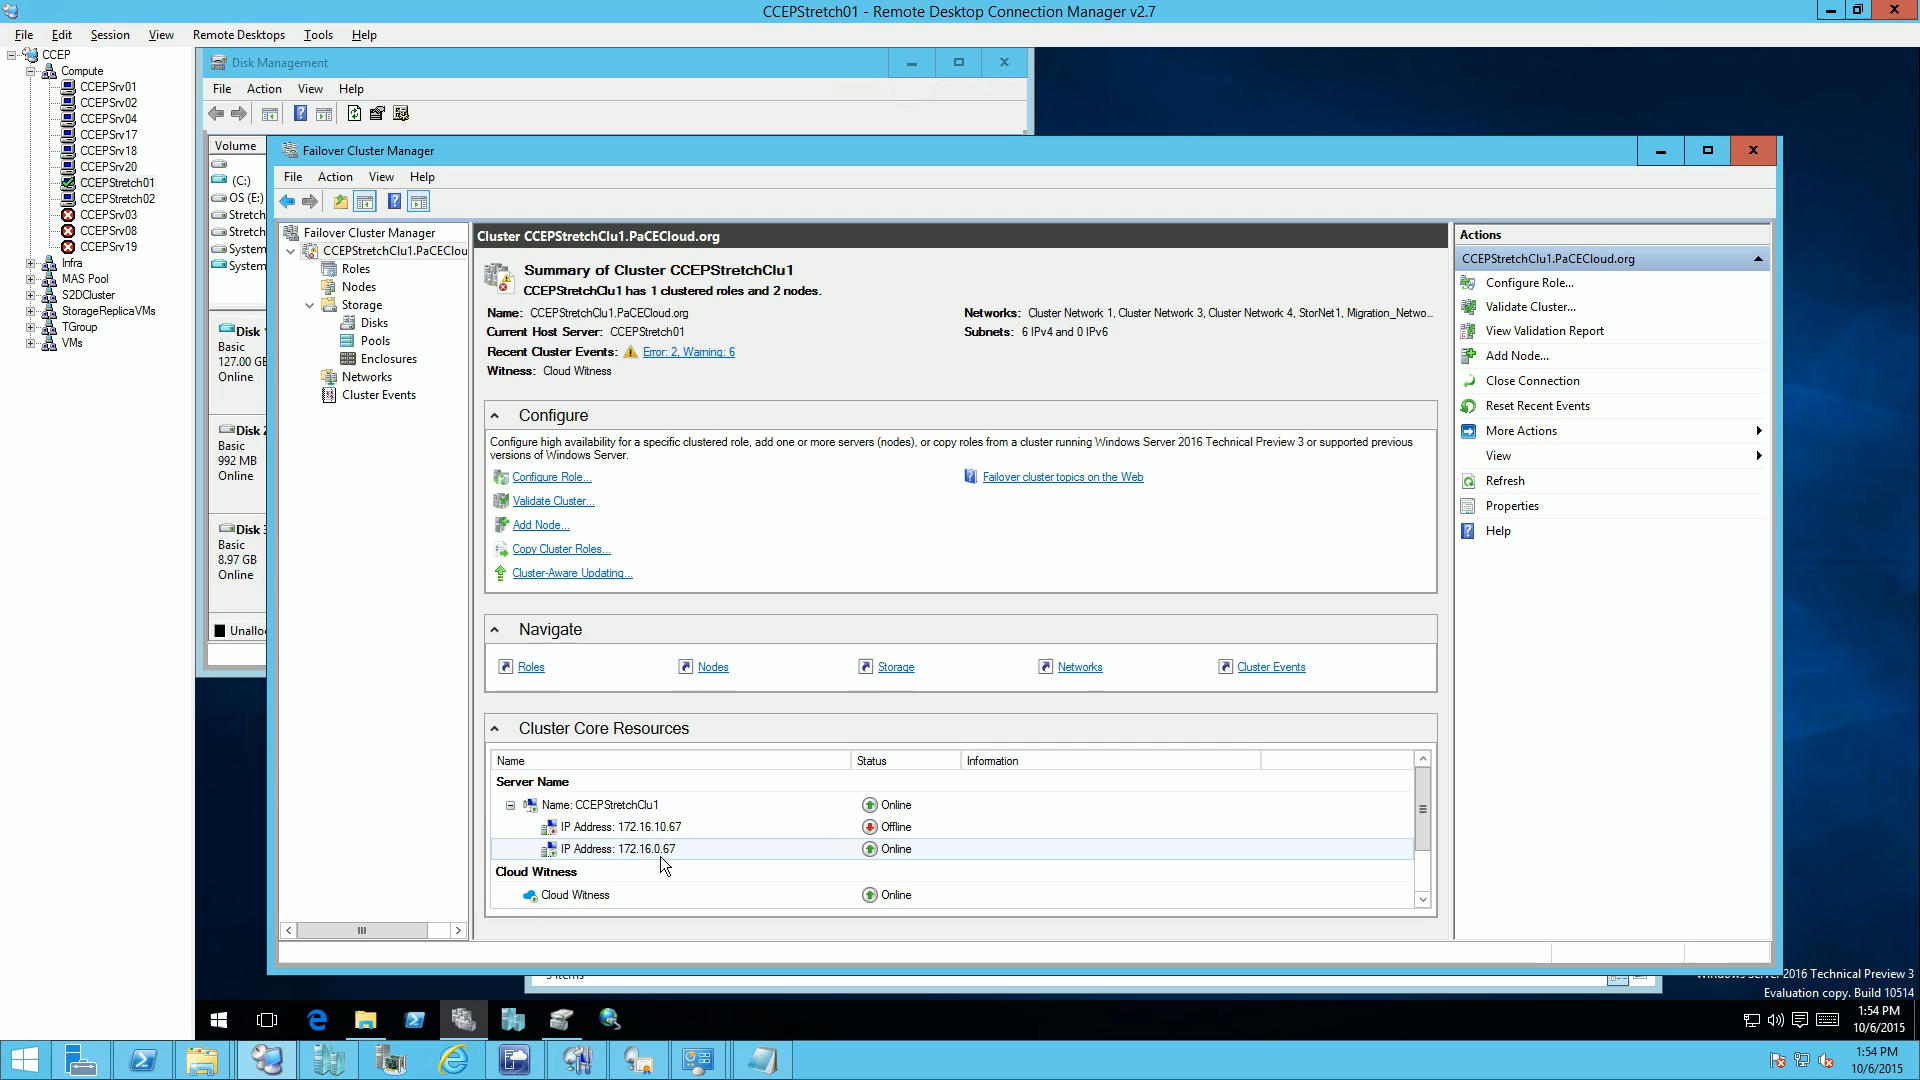 CCEPStretch01 - Remote Desktop Connection Manager v2.7
File Edit Session View Remote Desktops Tools Help
CCEP
Compute
CCEPSrv01
CCEPSrv02
CCEPSrv04
CCEPSrv17
CCEPSrv18
CCEPSrv20
CCEPStretch01
CCEPStretch02
CCEPSrv03
CCEPSrv08
CCEPSrv19
Infra
MAS Pool
S2DCluster
StorageReplicaVMs
TGroup
VMs
Disk Management
File Action View Help
Volume
(C:)
OS (E:)
Stretch
Stretch
System
System
Disk
Basic
127.00 GB
Online
Disk 2
Basic
992 MB
Online
Disk 3
Basic
8.97 GB
Online
Unalloc
Failover Cluster Manager
File Action View Help
Failover Cluster Manager
CCEPStretchClu1.PaCEClou
Roles
Nodes
Storage
Disks
Pools
Enclosures
Networks
Cluster Events
Cluster CCEPStretchClu1.PaCECloud.org
Summary of Cluster CCEPStretchClu1
CCEPStretchClu1 has 1 clustered roles and 2 nodes.
Name: CCEPStretchClu1.PaCECloud.org
Networks: Cluster Network 1, Cluster Network 3, Cluster Network 4, StorNet1, Migration_Netwo...
Current Host Server: CCEPStretch01
Subnets: 6 IPv4 and 0 IPv6
Recent Cluster Events: Error: 2, Warning: 6
Witness: Cloud Witness
Configure
Configure high availability for a specific clustered role, add one or more servers (nodes), or copy roles from a cluster running Windows Server 2016 Technical Preview 3 or supported previous
versions of Windows Server.
Configure Role...
Failover cluster topics on the Web
Validate Cluster...
Add Node...
Copy Cluster Roles...
Cluster-Aware Updating...
Navigate
Roles Nodes Storage Networks Cluster Events
Cluster Core Resources
Name Status Information
Server Name
Name: CCEPStretchClu1 Online
IP Address: 172.16.10.67 Offline
IP Address: 172.16.0.67 Online
Cloud Witness
Cloud Witness Online
Actions
CCEPStretchClu1.PaCECloud.org
Configure Role...
Validate Cluster...
View Validation Report
Add Node...
Close Connection
Reset Recent Events
More Actions
View
Refresh
Properties
Help
2016 Technical Preview 3
Evaluation copy. Build 10514
1:54 PM
10/6/2015
1:54 PM
10/6/2015